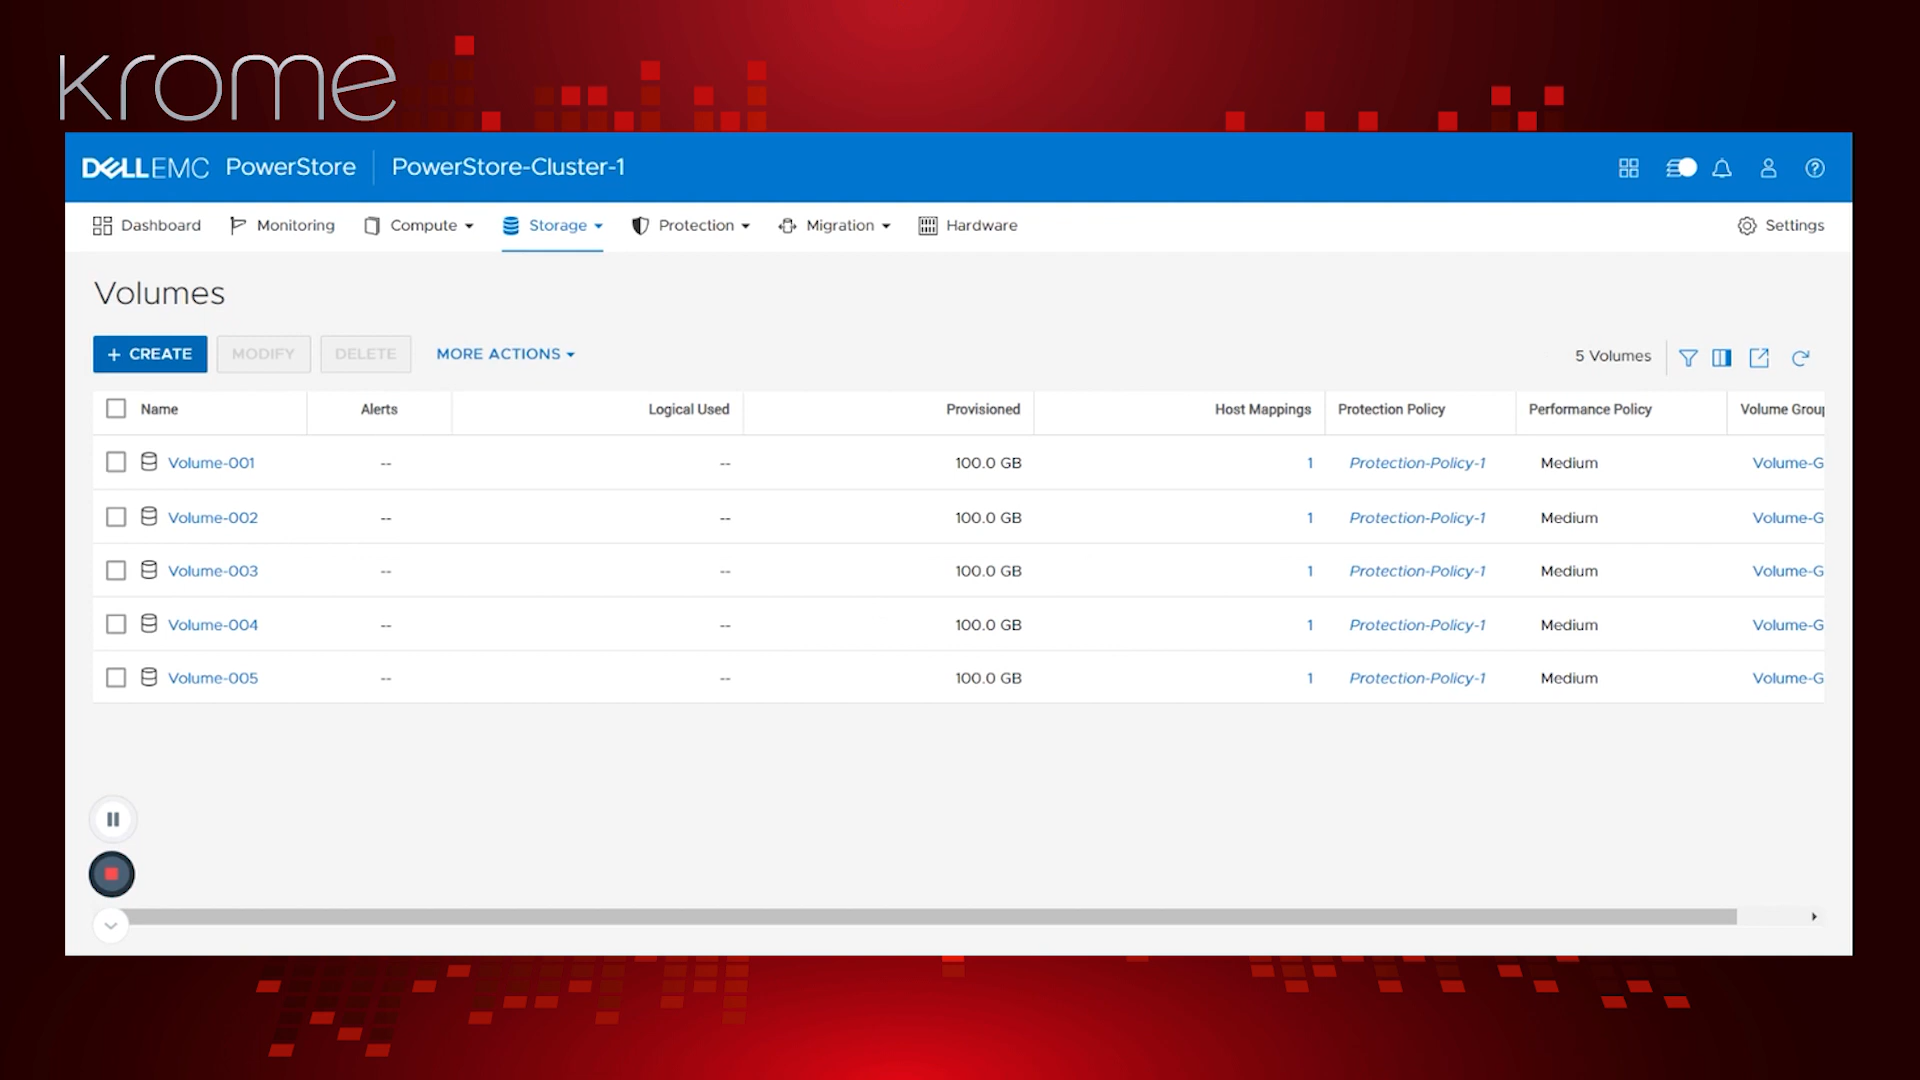 krome
DELLEMC PowerStore PowerStore-Cluster-1
Dashboard Monitoring Compute Storage Protection Migration Hardware Settings
Volumes
+ CREATE MODIFY DELETE MORE ACTIONS 5 Volumes
Name Alerts Logical Used Provisioned Host Mappings Protection Policy Performance Policy Volume Grou
Volume-001 -- -- 100.0 GB 1 Protection-Policy-1 Medium Volume-G
Volume-002 -- -- 100.0 GB 1 Protection-Policy-1 Medium Volume-G
Volume-003 -- -- 100.0 GB 1 Protection-Policy-1 Medium Volume-G
Volume-004 -- -- 100.0 GB 1 Protection-Policy-1 Medium Volume-G
Volume-005 -- -- 100.0 GB 1 Protection-Policy-1 Medium Volume-G